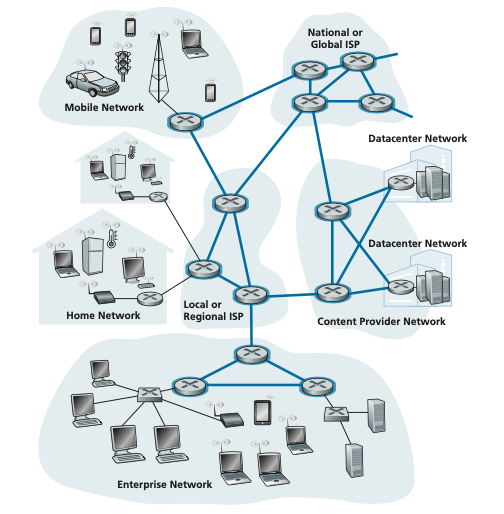 National or
Global ISP
Mobile Network
Datacenter Network
Datacenter Network
Home Network
Local or
Regional ISP
Content Provider Network
Enterprise Network